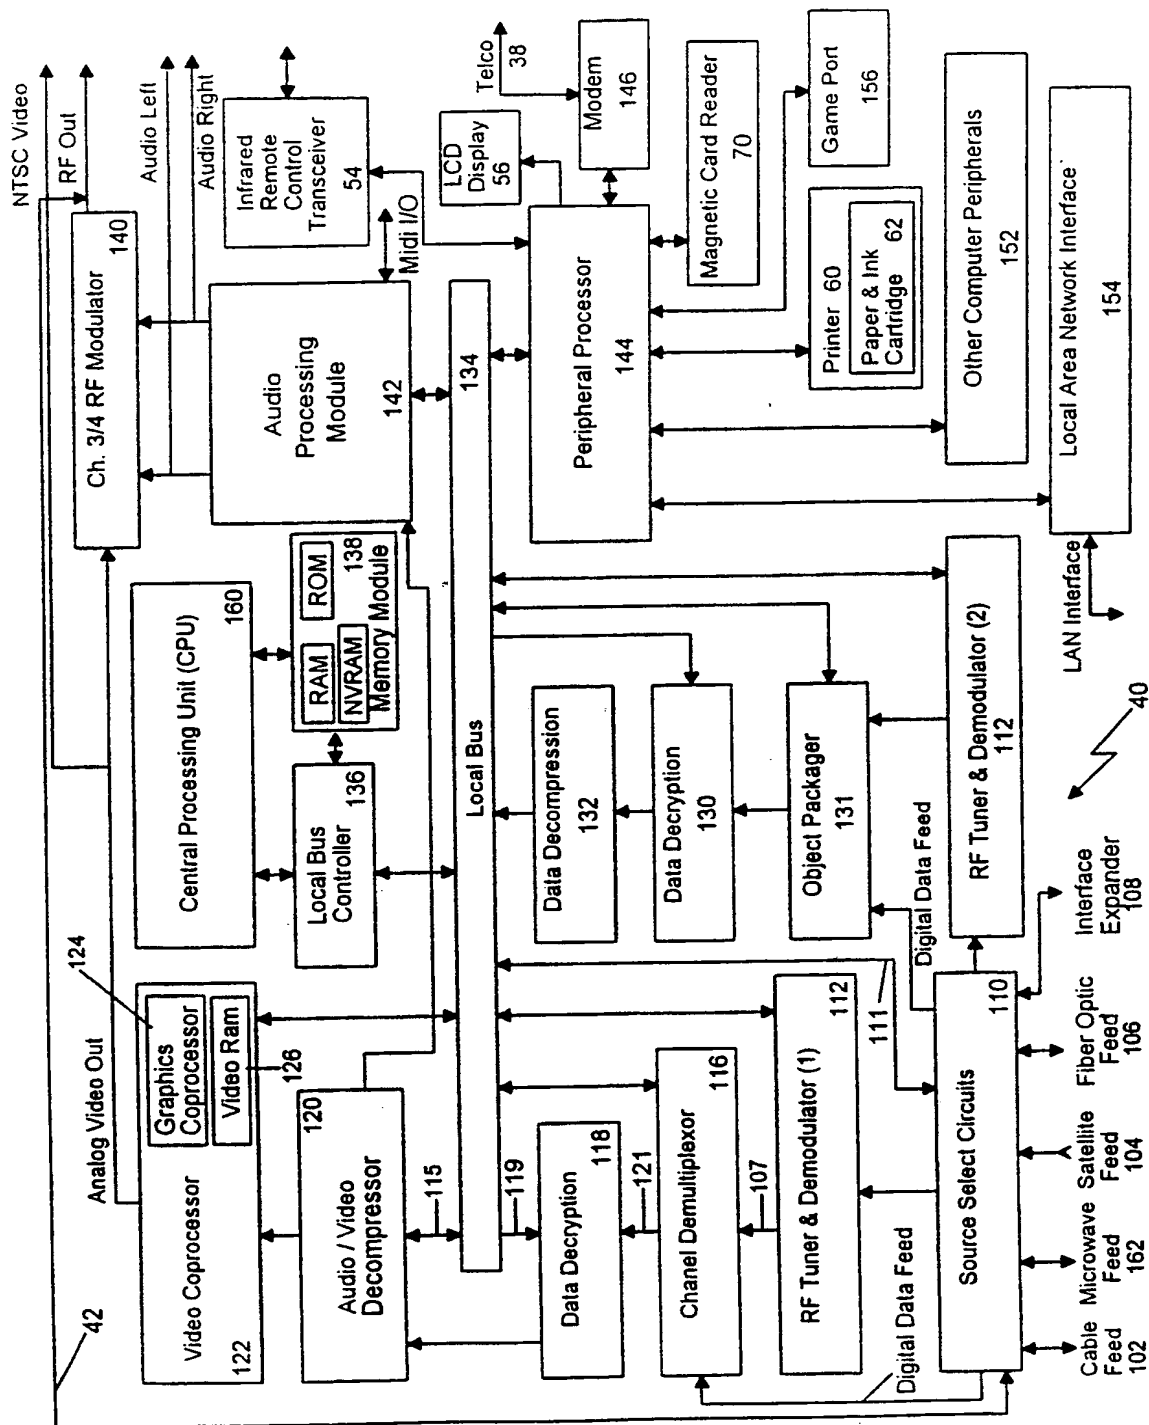 NTSC Video
RF Out
Audio Left
Audio Right
42
Analog Video Out
Ch. 3/4 RF Modulator
140
Video Coprocessor
122
Graphics
Coprocessor
124
Video Ram
126
Central Processing Unit (CPU)
160
Audio
Processing
Module
142
Infrared
Remote
Control
Transceiver
54
Midi I/O
Audio / Video
Decompressor
120
Local Bus
Controller
136
RAM
ROM
NVRAM
138
Memory Module
115
Local Bus
134
119
LCD
Display
56
Telco
38
Modem
146
Data Decryption
118
121
Chanel Demultiplexor
116
107
RF Tuner & Demodulator (1)
112
Data Decompression
132
Data Decryption
130
Object Packager
131
Peripheral Processor
144
Magnetic Card Reader
70
Game Port
156
Printer 60
Paper & Ink
Cartridge
62
Other Computer Peripherals
152
Local Area Network Interface
154
LAN Interface
RF Tuner & Demodulator (2)
112
Digital Data Feed
111
Digital Data Feed
Source Select Circuits
110
Cable
Feed
102
Microwave
Feed
162
Satellite
Feed
104
Fiber Optic
Feed
106
Interface
Expander
108
40